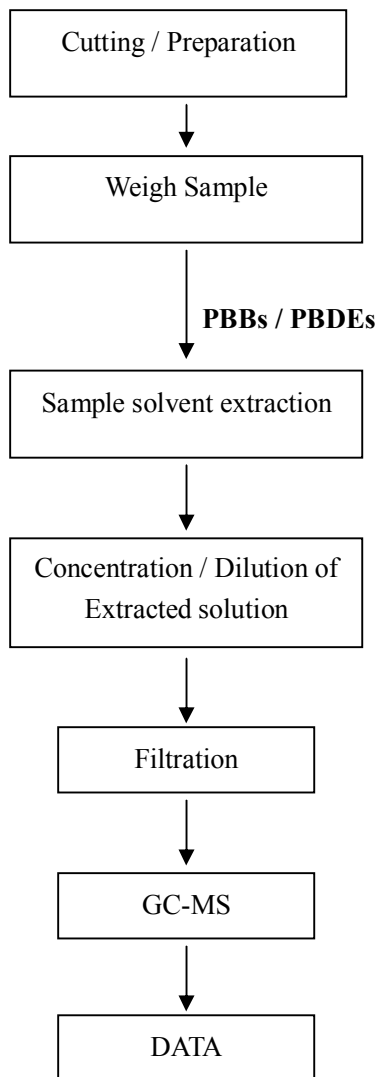 Cutting / Preparation
Weigh Sample
PBBs / PBDEs
Sample solvent extraction
Concentration / Dilution of
Extracted solution
Filtration
GC-MS
DATA